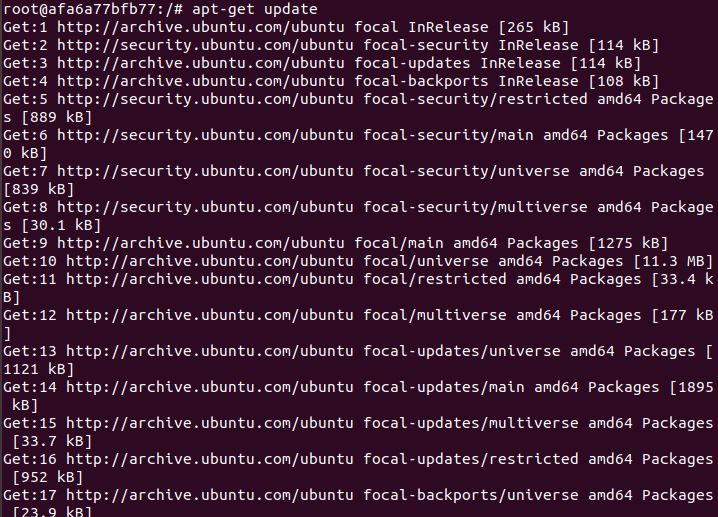 root@afa6a77bfb77:/# apt-get update
Get:1 http://archive.ubuntu.com/ubuntu focal InRelease [265 kB]
Get:2 http://security.ubuntu.com/ubuntu focal-security InRelease [114 kB]
Get:3 http://archive.ubuntu.com/ubuntu focal-updates InRelease [114 kB]
Get:4 http://archive.ubuntu.com/ubuntu focal-backports InRelease [108 kB]
Get:5 http://security.ubuntu.com/ubuntu focal-security/restricted amd64 Package
s [889 kB]
Get:6 http://security.ubuntu.com/ubuntu focal-security/main amd64 Packages [147
0 kB]
Get:7 http://security.ubuntu.com/ubuntu focal-security/universe amd64 Packages
[839 kB]
Get:8 http://security.ubuntu.com/ubuntu focal-security/multiverse amd64 Package
s [30.1 kB]
Get:9 http://archive.ubuntu.com/ubuntu focal/main amd64 Packages [1275 kB]
Get:10 http://archive.ubuntu.com/ubuntu focal/universe amd64 Packages [11.3 MB]
Get:11 http://archive.ubuntu.com/ubuntu focal/restricted amd64 Packages [33.4 k
B]
Get:12 http://archive.ubuntu.com/ubuntu focal/multiverse amd64 Packages [177 kB
]
Get:13 http://archive.ubuntu.com/ubuntu focal-updates/universe amd64 Packages [
1121 kB]
Get:14 http://archive.ubuntu.com/ubuntu focal-updates/main amd64 Packages [1895
 kB]
Get:15 http://archive.ubuntu.com/ubuntu focal-updates/multiverse amd64 Packages
 [33.7 kB]
Get:16 http://archive.ubuntu.com/ubuntu focal-updates/restricted amd64 Packages
 [952 kB]
Get:17 http://archive.ubuntu.com/ubuntu focal-backports/universe amd64 Packages
 [23.9 kB]